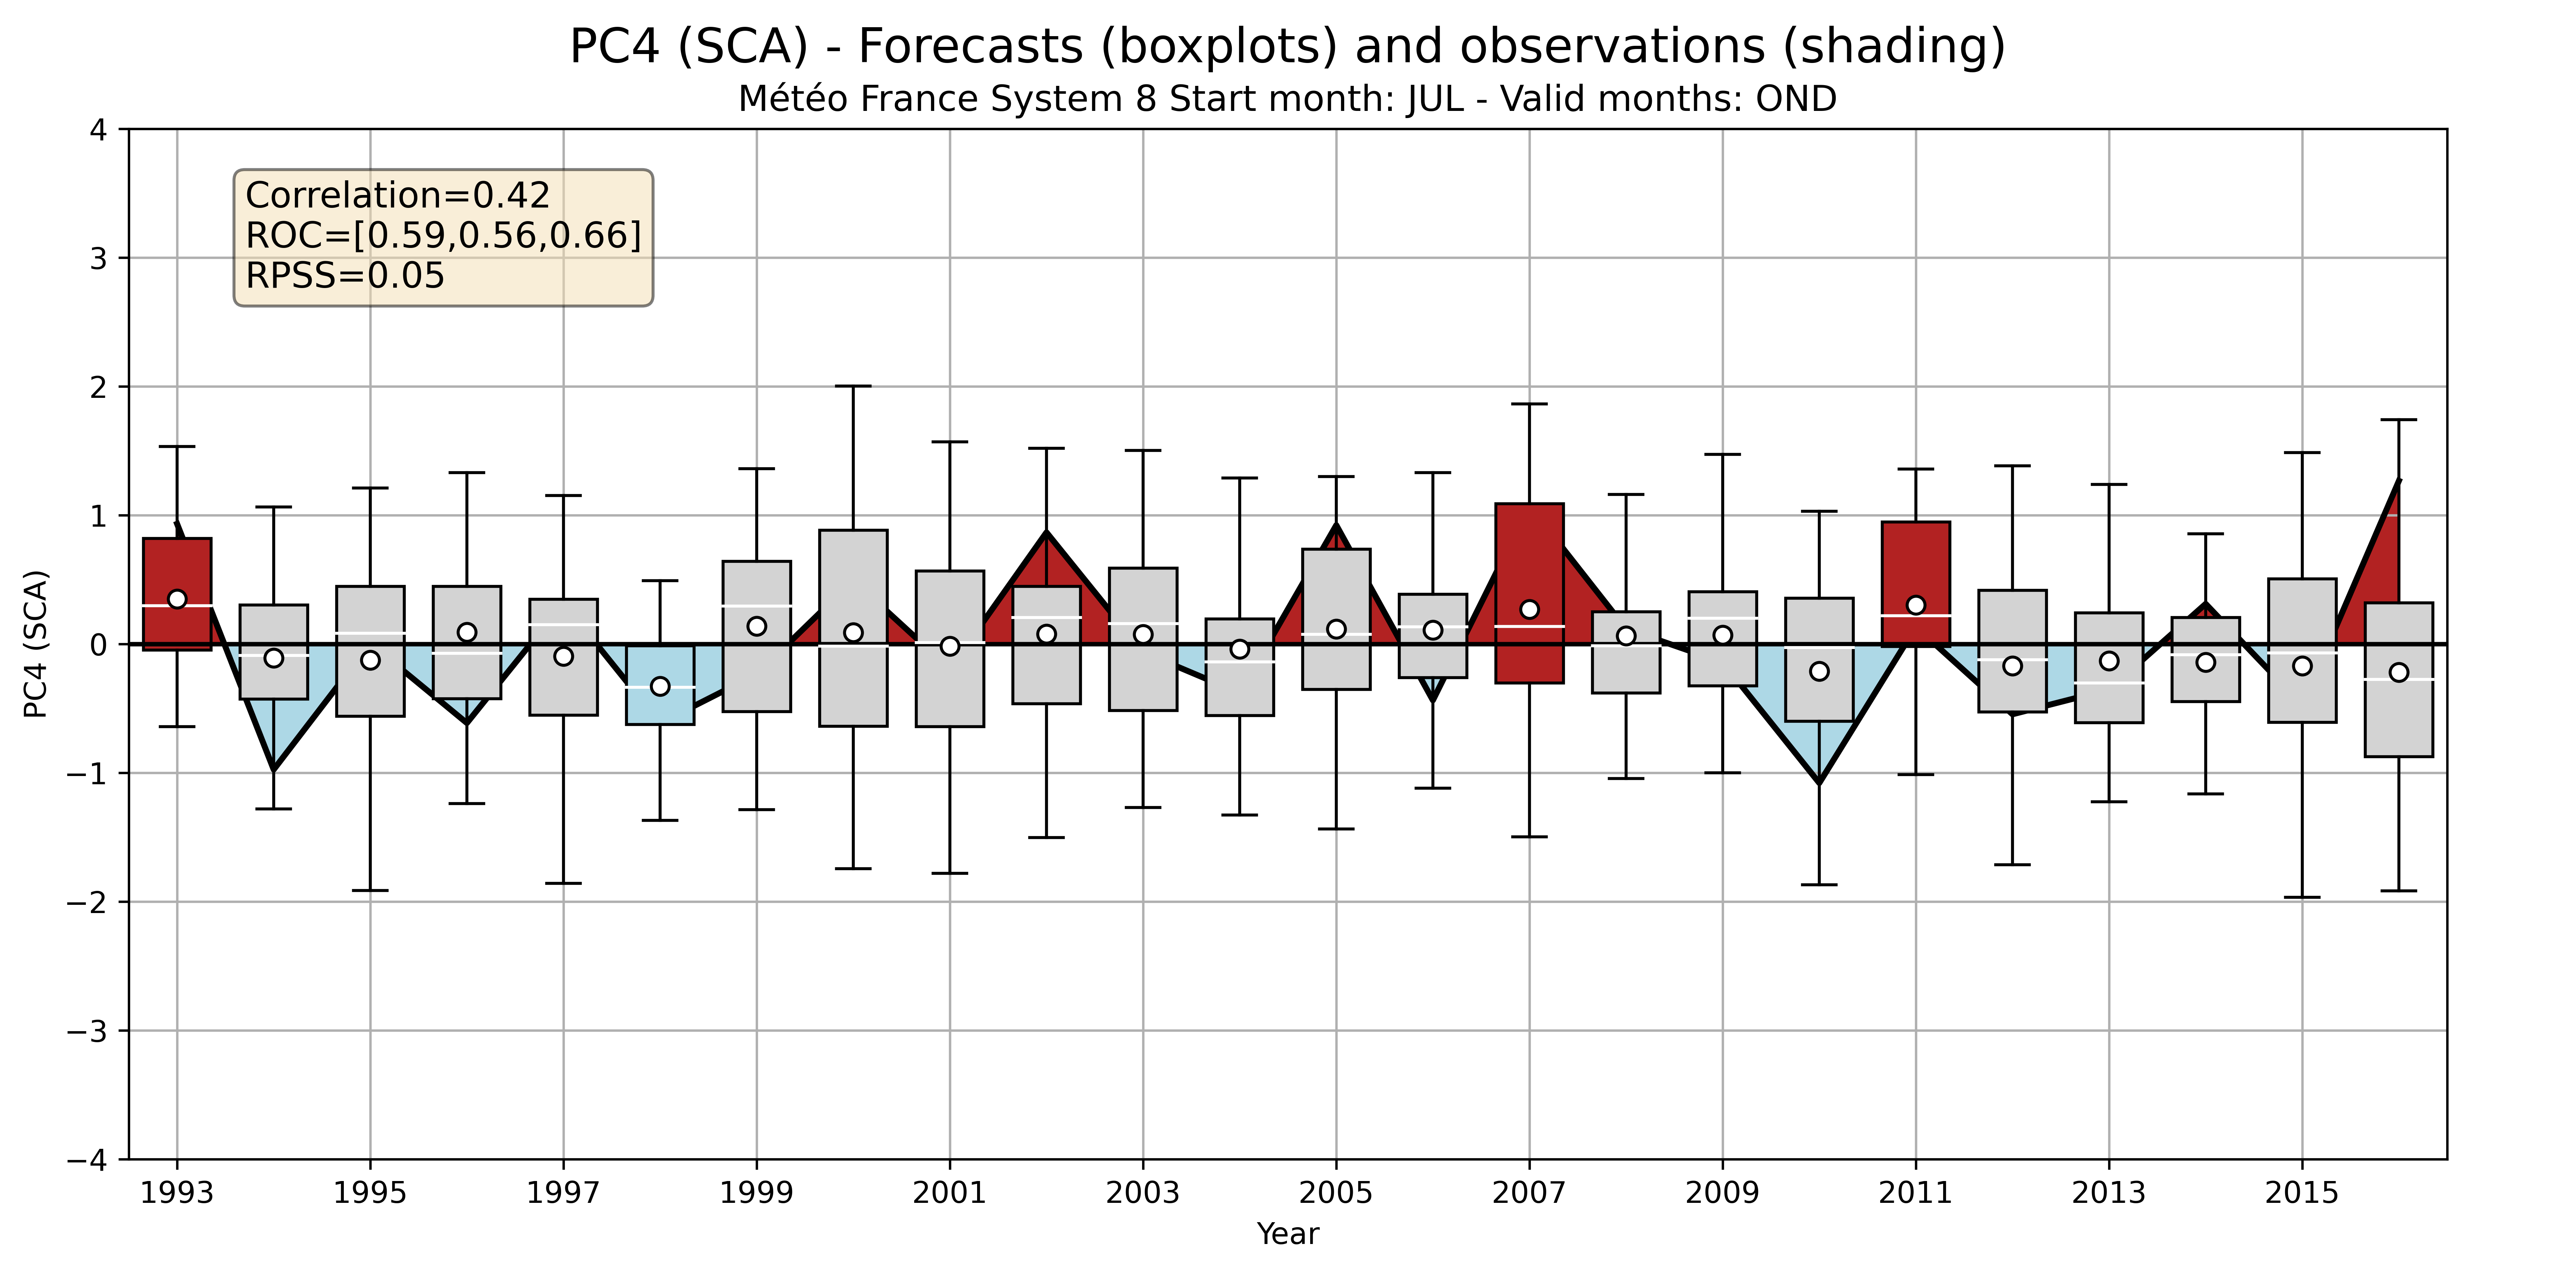 PC4 (SCA) - Forecasts (boxplots) and observations (shading)
Météo France System 8 Start month: JUL - Valid months: OND
Correlation=0.42
ROC=[0.59,0.56,0.66]
RPSS=0.05
PC4 (SCA)
4
3
2
1
0
−1
−2
−3
−4
1993 1995 1997 1999 2001 2003 2005 2007 2009 2011 2013 2015
Year